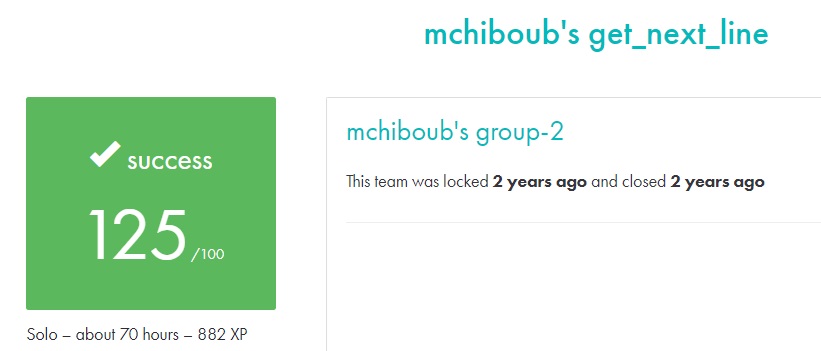 mchiboub's get_next_line
success
125 /100
Solo – about 70 hours – 882 XP
mchiboub's group-2
This team was locked 2 years ago and closed 2 years ago